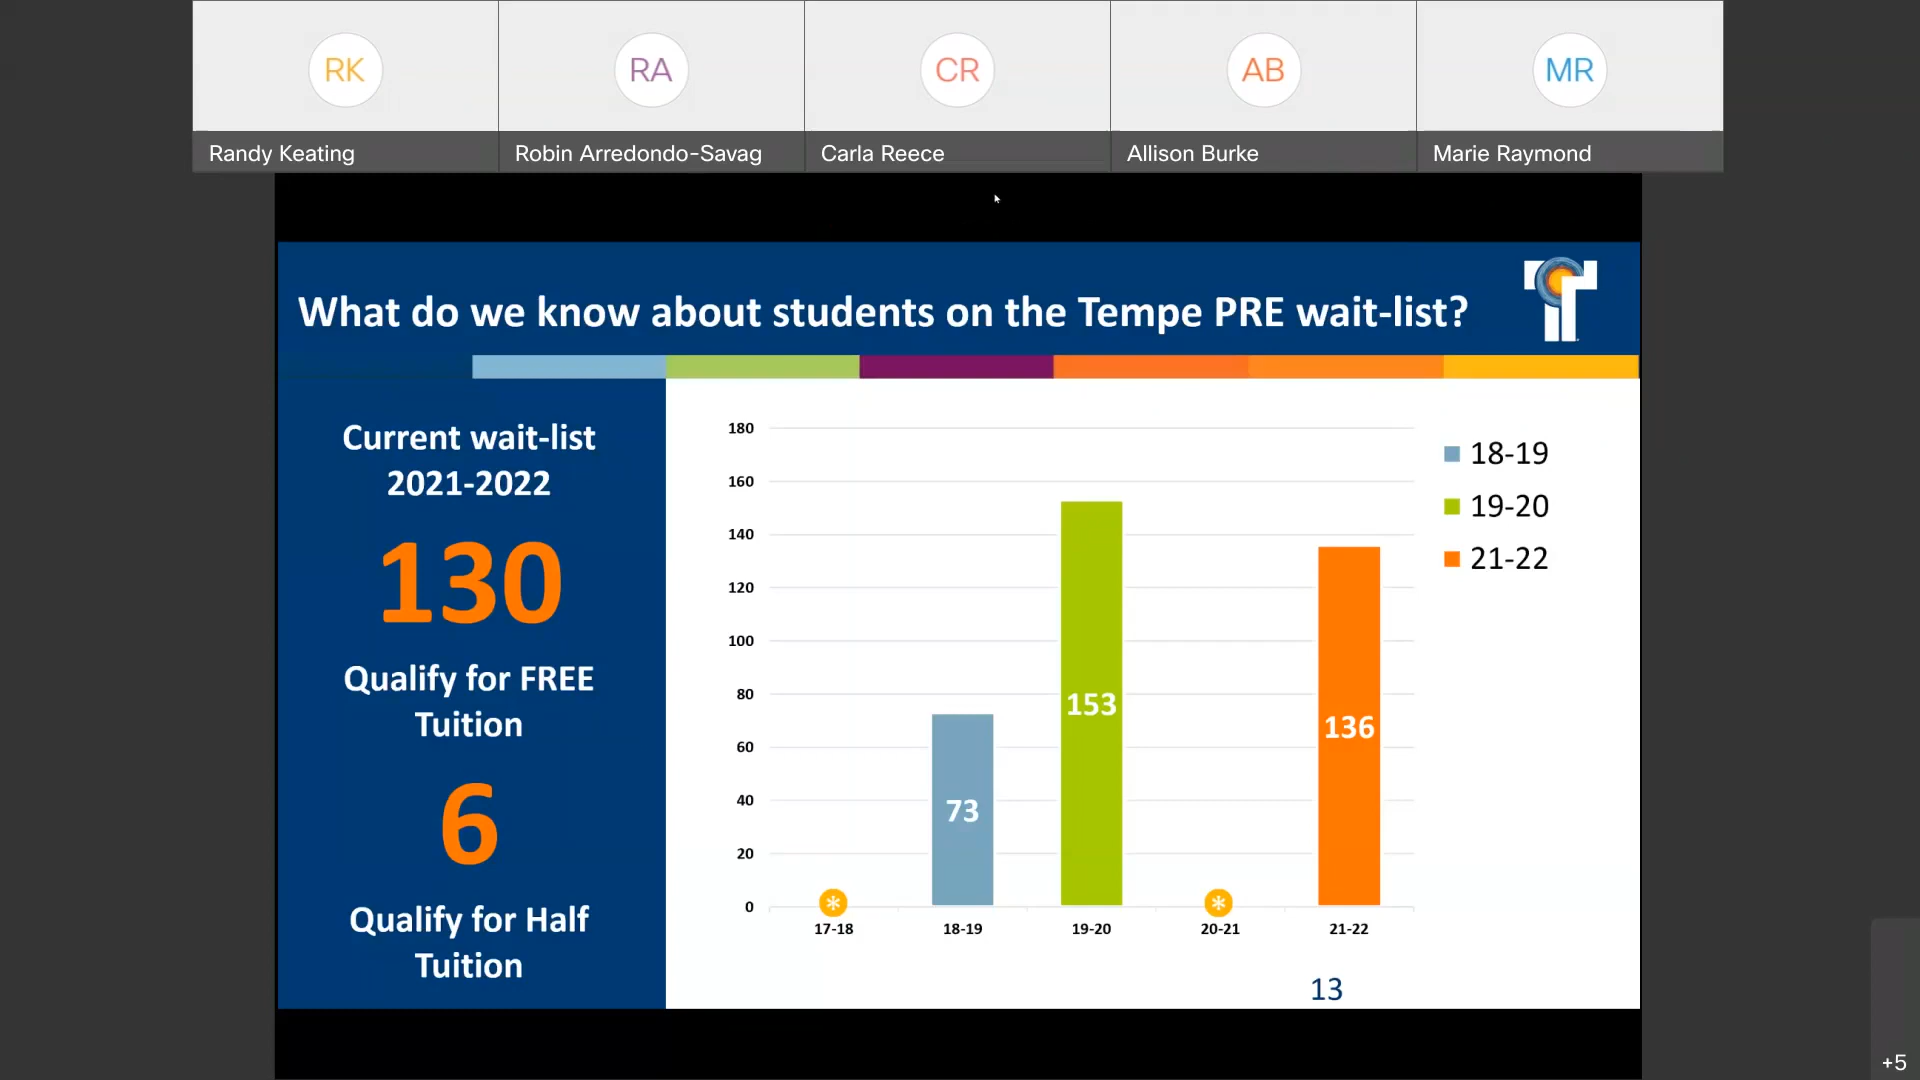 RK
RA
CR
AB
MR
Randy Keating
Robin Arredondo-Savag
Carla Reece
Allison Burke
Marie Raymond
What do we know about students on the Tempe PRE wait-list?
Current wait-list
2021-2022
130
Qualify for FREE
Tuition
6
Qualify for Half
Tuition
180
160
140
120
100
80
60
40
20
0
73
153
136
*
*
17-18
18-19
19-20
20-21
21-22
18-19
19-20
21-22
13
+5